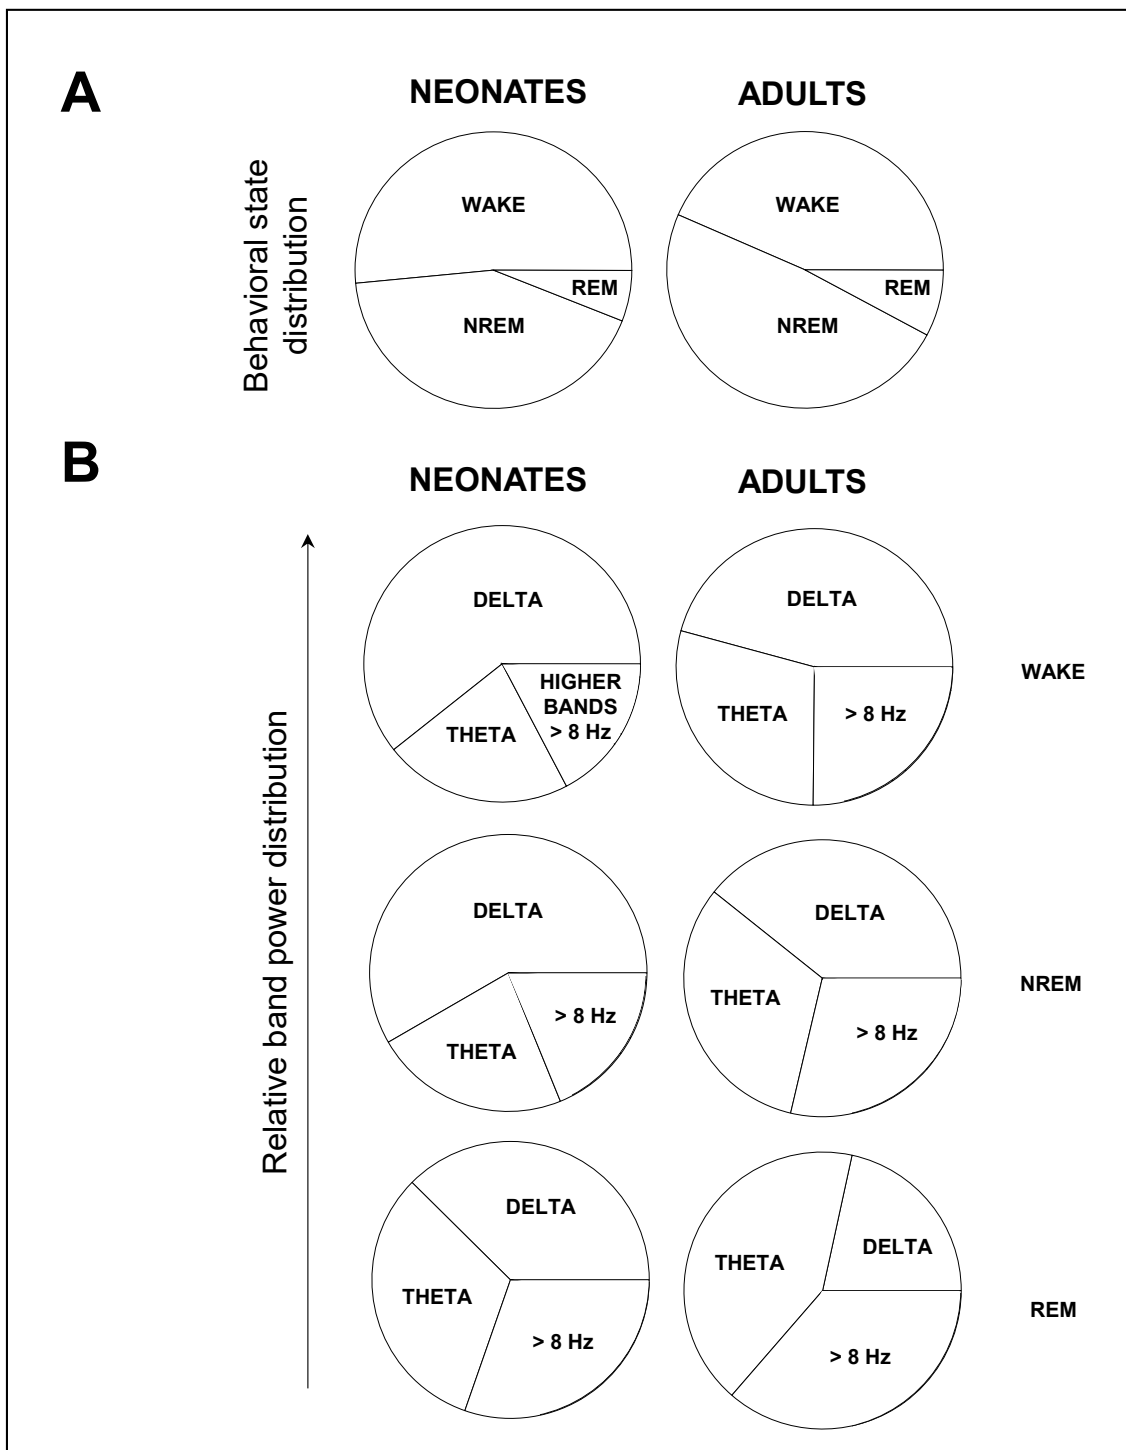 A
NEONATES
ADULTS
Behavioral state
distribution
WAKE
REM
NREM
WAKE
REM
NREM
B
NEONATES
ADULTS
Relative band power distribution
DELTA
HIGHER
BANDS
> 8 Hz
THETA
DELTA
THETA
> 8 Hz
WAKE
DELTA
> 8 Hz
THETA
DELTA
THETA
> 8 Hz
NREM
DELTA
THETA
> 8 Hz
DELTA
THETA
> 8 Hz
REM